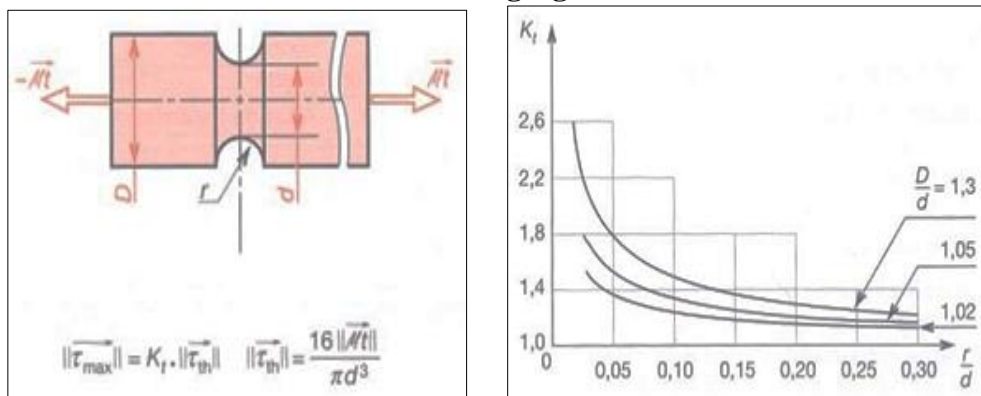 -𝓜t
𝓜t
D
r
d
||τmax|| = Kt . ||τth||   ||τth|| = 16 ||𝓜t|| / πd³
Kt
2,6
2,2
1,8
1,4
1,0
0
0,05
0,10
0,15
0,20
0,25
0,30
r/d
D/d = 1,3
1,05
1,02